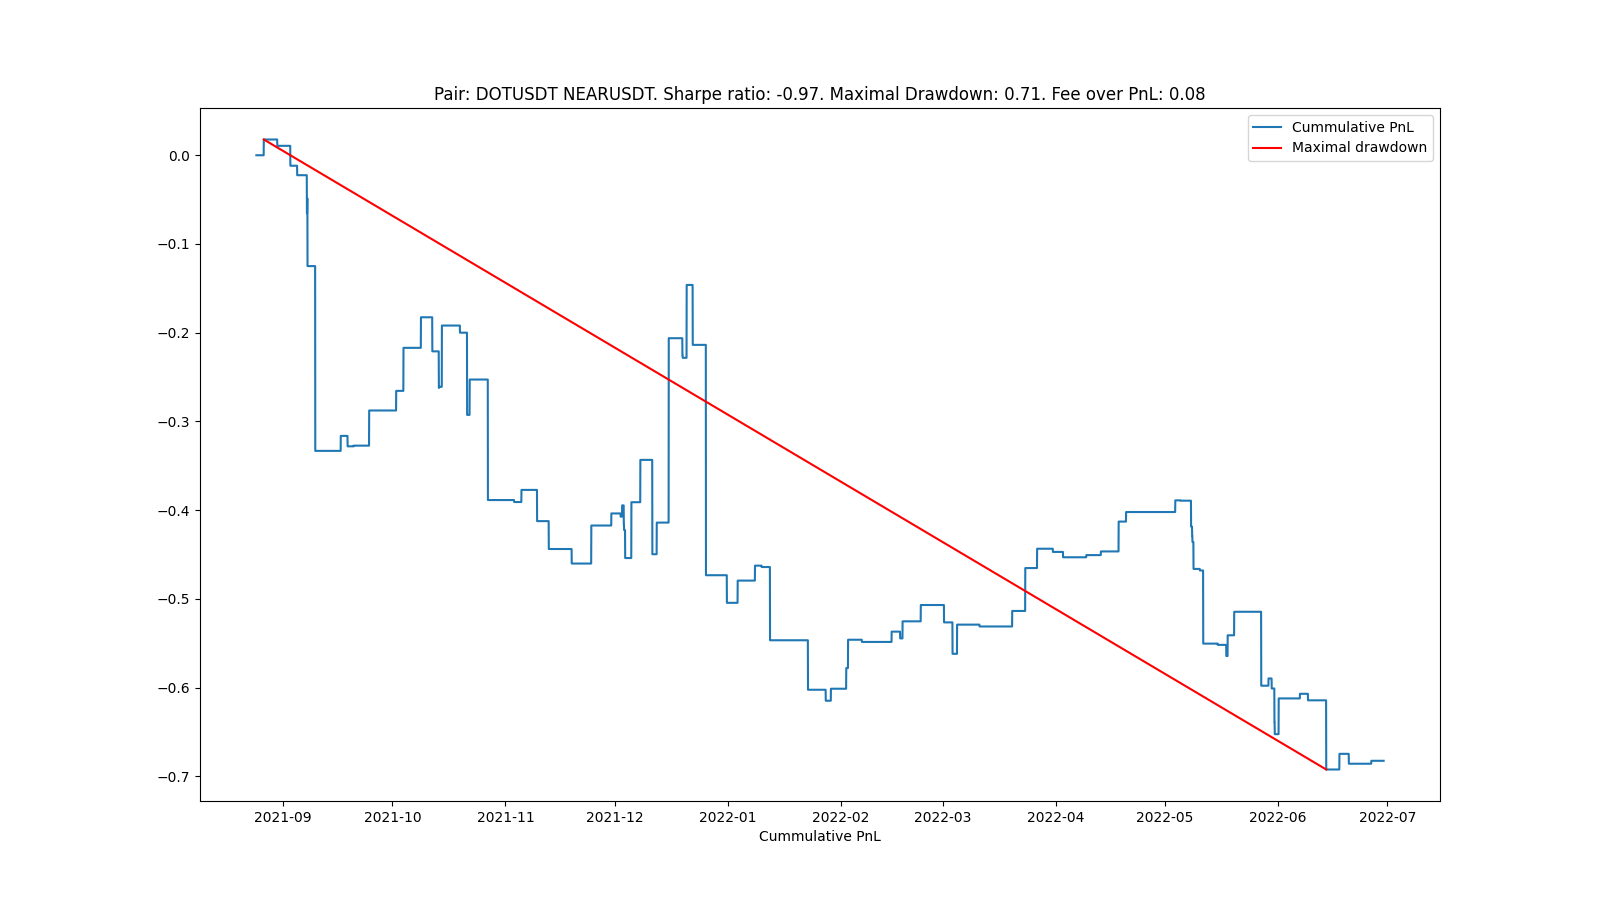 Pair: DOTUSDT NEARUSDT. Sharpe ratio: -0.97. Maximal Drawdown: 0.71. Fee over PnL: 0.08
Cummulative PnL
Maximal drawdown
0.0
−0.1
−0.2
−0.3
−0.4
−0.5
−0.6
−0.7
2021-09 2021-10 2021-11 2021-12 2022-01 2022-02 2022-03 2022-04 2022-05 2022-06 2022-07
Cummulative PnL